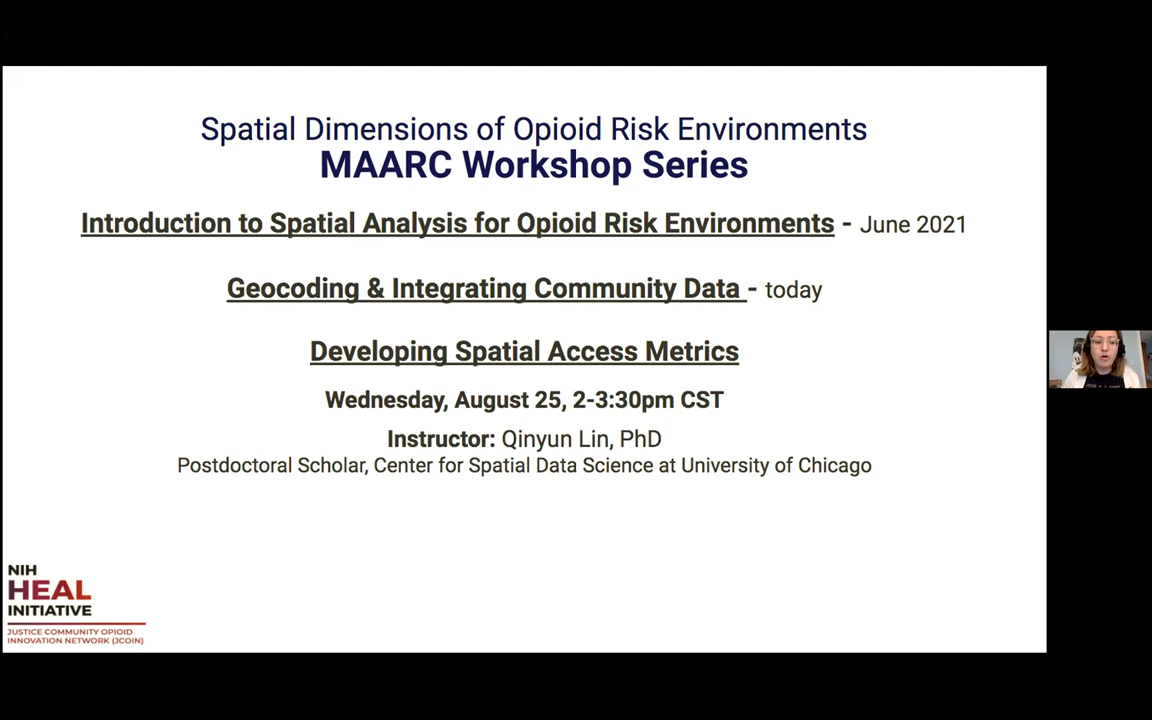 Spatial Dimensions of Opioid Risk Environments
MAARC Workshop Series
Introduction to Spatial Analysis for Opioid Risk Environments - June 2021
Geocoding & Integrating Community Data - today
Developing Spatial Access Metrics
Wednesday, August 25, 2-3:30pm CST
Instructor: Qinyun Lin, PhD
Postdoctoral Scholar, Center for Spatial Data Science at University of Chicago
NIH
HEAL
INITIATIVE
JUSTICE COMMUNITY OPIOID
INNOVATION NETWORK (JCOIN)